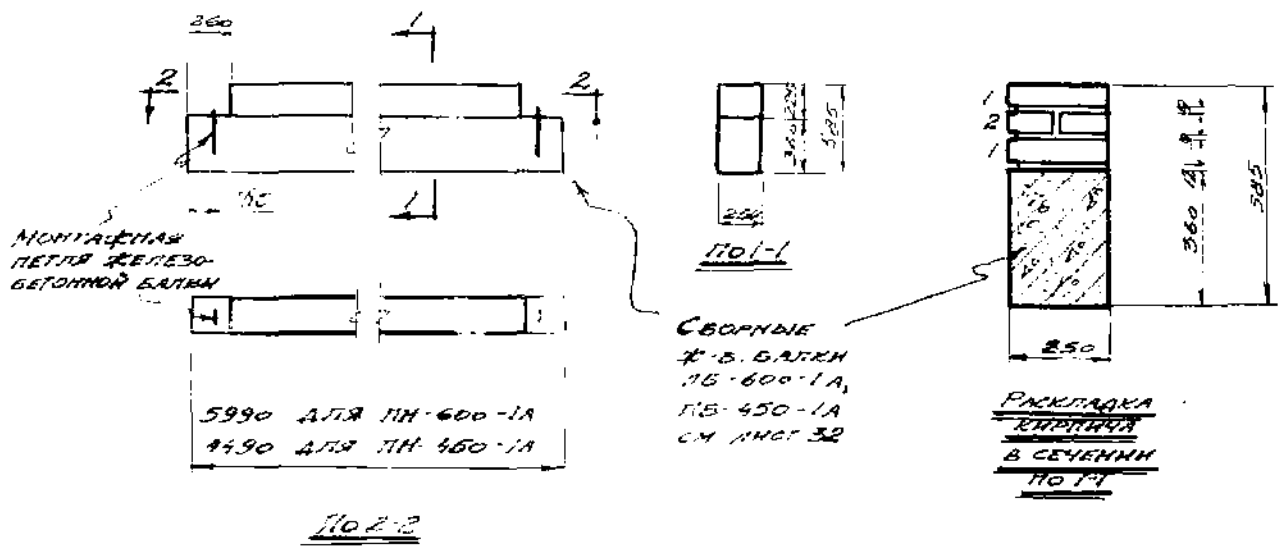 260
1
2
2
1
МОНТАЖНАЯ
ПЕТЛЯ ЖЕЛЕЗО-
БЕТОННОЙ БАЛКИ
5990 ДЛЯ ПН-600-1А
4490 ДЛЯ ПН-450-1А
ПО 2-2
225
360
585
250
ПО 1-1
СБОРНЫЕ
Ж-Б. БАЛКИ
ПБ-600-1А,
ПБ-450-1А
СМ ЛИСТ 32
1
2
1
360
585
250
РАСКЛАДКА
КИРПИЧА
В СЕЧЕНИИ
ПО 1-1